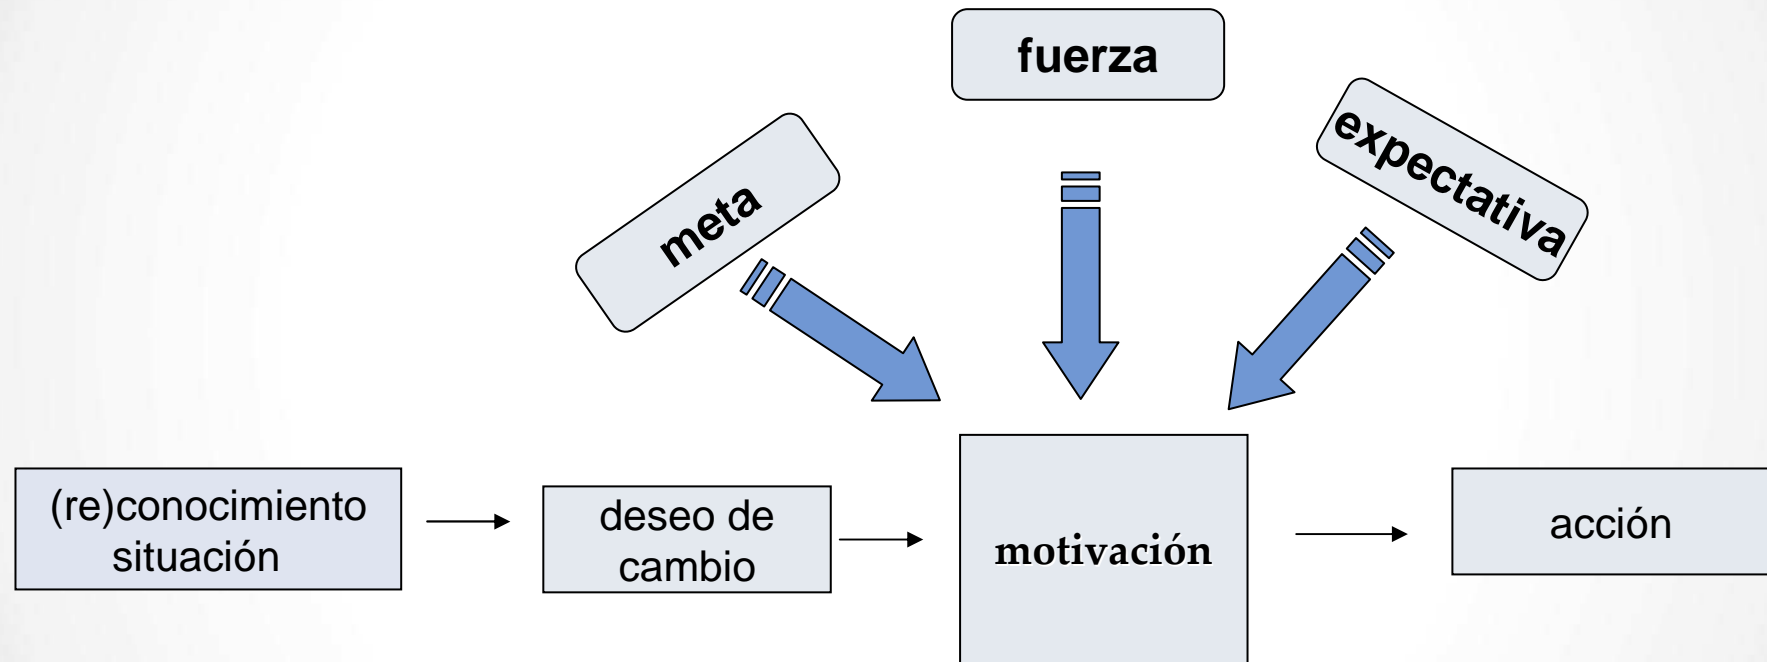 fuerza
expectativa
meta
(re)conocimiento
situación
deseo de
cambio
motivación
acción